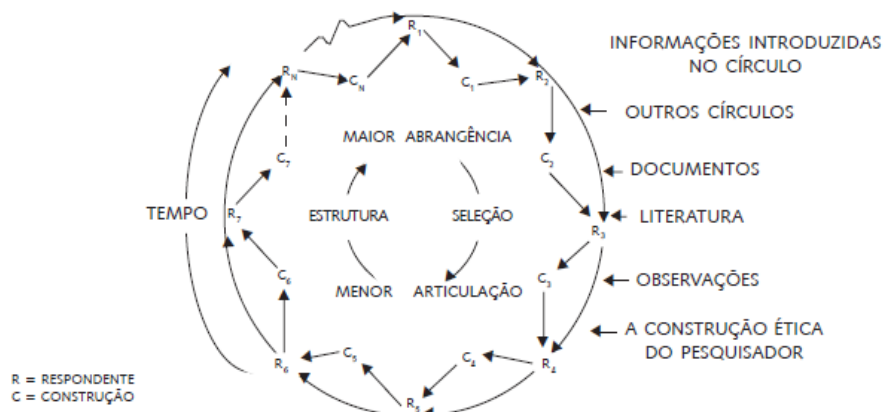 R1
INFORMAÇÕES INTRODUZIDAS
NO CÍRCULO
RN
CN
C1
R2
OUTROS CÍRCULOS
MAIOR ABRANGÊNCIA
C7
C2
DOCUMENTOS
TEMPO
R7
ESTRUTURA
SELEÇÃO
LITERATURA
R3
C6
C3
OBSERVAÇÕES
MENOR ARTICULAÇÃO
A CONSTRUÇÃO ÉTICA
DO PESQUISADOR
R6
C5
C4
R4
R5
R = RESPONDENTE
C = CONSTRUÇÃO